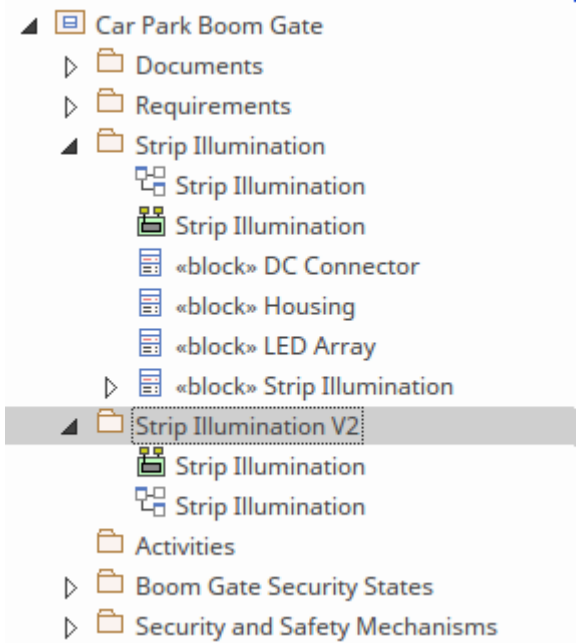 Car Park Boom Gate
Documents
Requirements
Strip Illumination
Strip Illumination
Strip Illumination
«block» DC Connector
«block» Housing
«block» LED Array
«block» Strip Illumination
Strip Illumination V2
Strip Illumination
Strip Illumination
Activities
Boom Gate Security States
Security and Safety Mechanisms